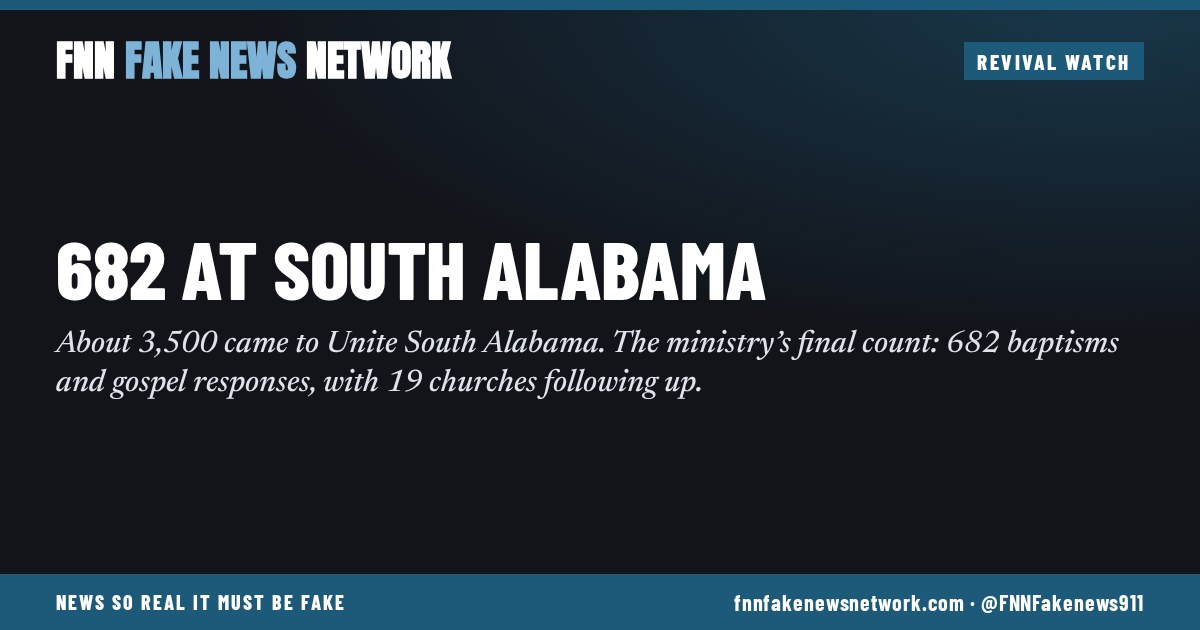 FNN FAKE NEWS NETWORK
REVIVAL WATCH
682 AT SOUTH ALABAMA
About 3,500 came to Unite South Alabama. The ministry’s final count: 682 baptisms
and gospel responses, with 19 churches following up.
NEWS SO REAL IT MUST BE FAKE
fnnfakenewsnetwork.com · @FNNFakenews911